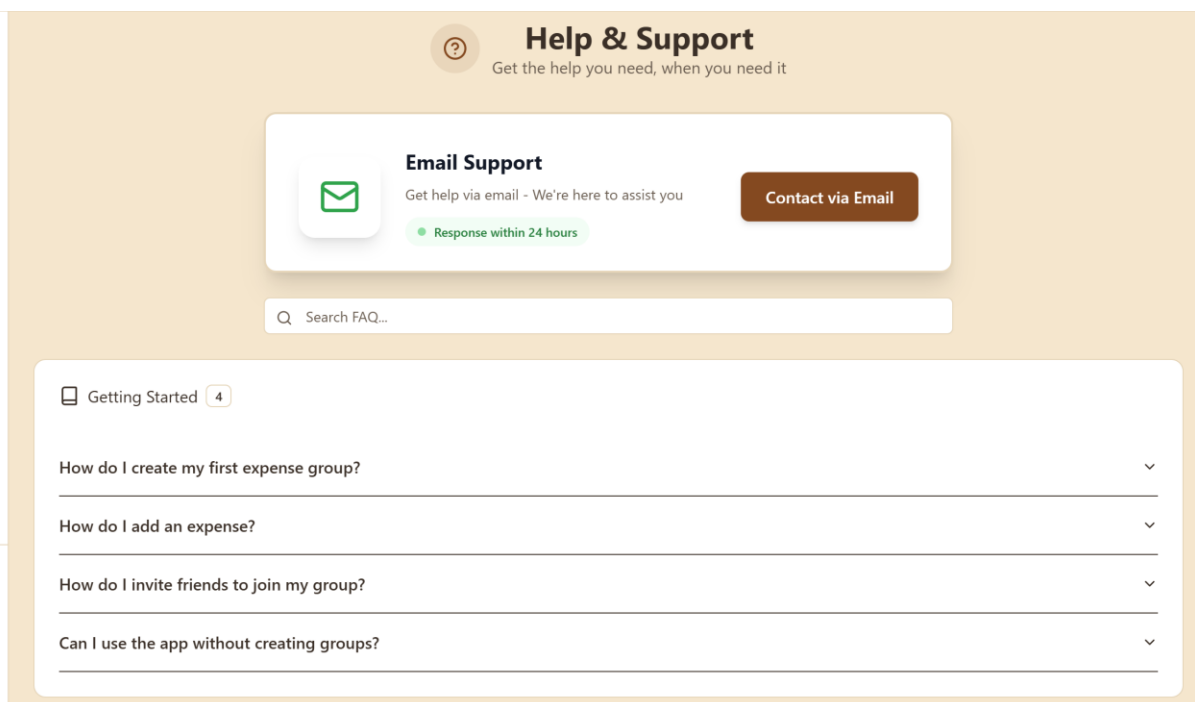 Help & Support
Get the help you need, when you need it
Email Support
Get help via email - We're here to assist you
Response within 24 hours
Contact via Email
Search FAQ...
Getting Started 4
How do I create my first expense group?
How do I add an expense?
How do I invite friends to join my group?
Can I use the app without creating groups?